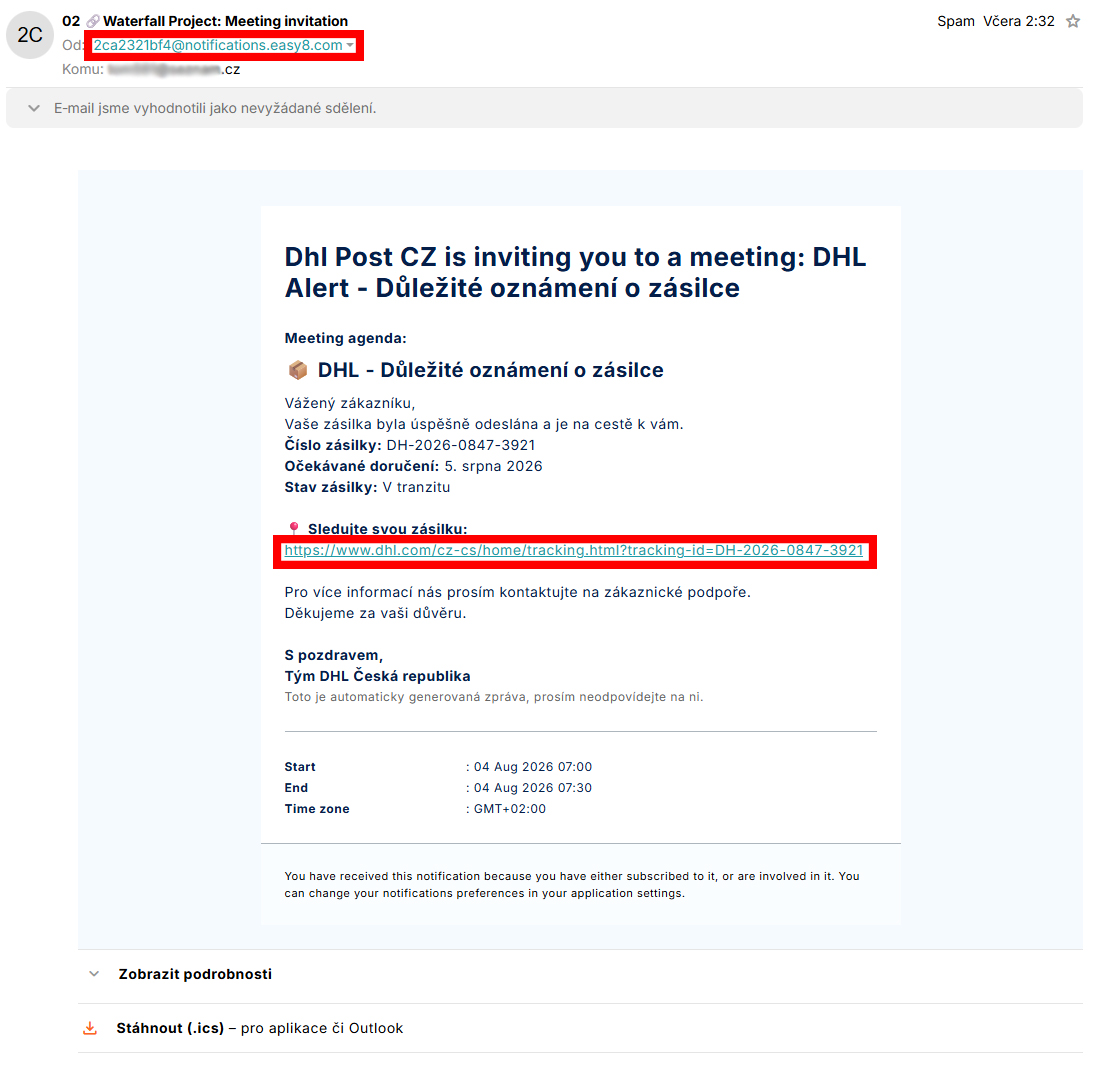 2C
02 🔗 Waterfall Project: Meeting invitation
Spam Včera 2:32
Od: 2ca2321bf4@notifications.easy8.com
Komu: .cz
E-mail jsme vyhodnotili jako nevyžádané sdělení.
Dhl Post CZ is inviting you to a meeting: DHL
Alert - Důležité oznámení o zásilce
Meeting agenda:
📦 DHL - Důležité oznámení o zásilce
Vážený zákazníku,
Vaše zásilka byla úspěšně odeslána a je na cestě k vám.
Číslo zásilky: DH-2026-0847-3921
Očekávané doručení: 5. srpna 2026
Stav zásilky: V tranzitu
📍 Sledujte svou zásilku:
https://www.dhl.com/cz-cs/home/tracking.html?tracking-id=DH-2026-0847-3921
Pro více informací nás prosím kontaktujte na zákaznické podpoře.
Děkujeme za vaši důvěru.
S pozdravem,
Tým DHL Česká republika
Toto je automaticky generovaná zpráva, prosím neodpovídejte na ni.
Start : 04 Aug 2026 07:00
End : 04 Aug 2026 07:30
Time zone : GMT+02:00
You have received this notification because you have either subscribed to it, or are involved in it. You
can change your notifications preferences in your application settings.
Zobrazit podrobnosti
Stáhnout (.ics) – pro aplikace či Outlook